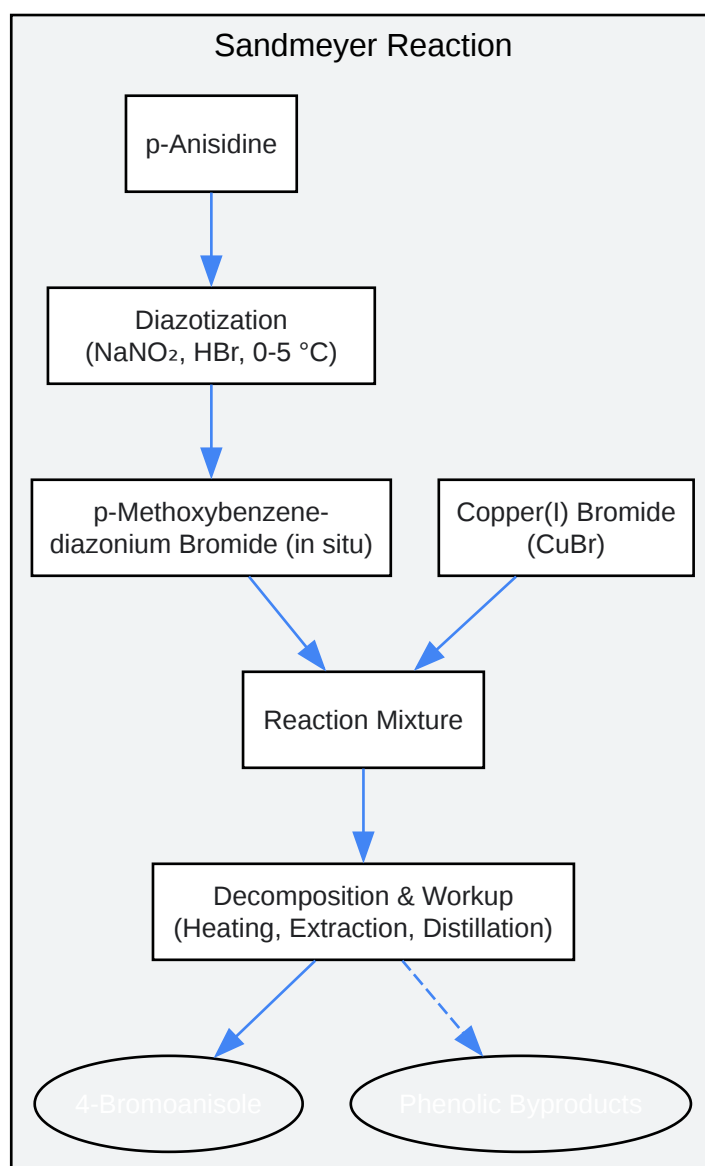 Sandmeyer Reaction
p-Anisidine
Diazotization
(NaNO₂, HBr, 0-5 °C)
p-Methoxybenzene-
diazonium Bromide (in situ)
Copper(I) Bromide
(CuBr)
Reaction Mixture
Decomposition & Workup
(Heating, Extraction, Distillation)
4-Bromoanisole
Phenolic Byproducts